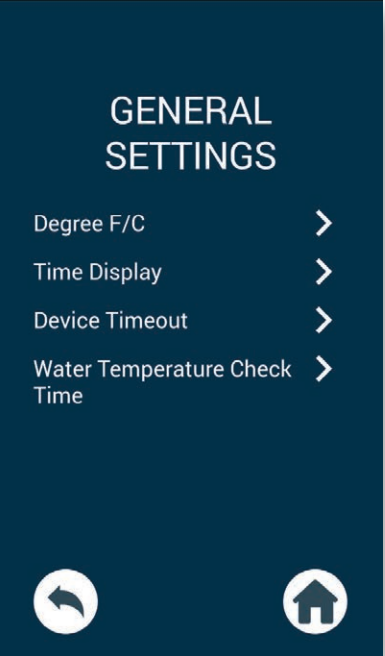 GENERAL
SETTINGS
Degree F/C
Time Display
Device Timeout
Water Temperature Check
Time